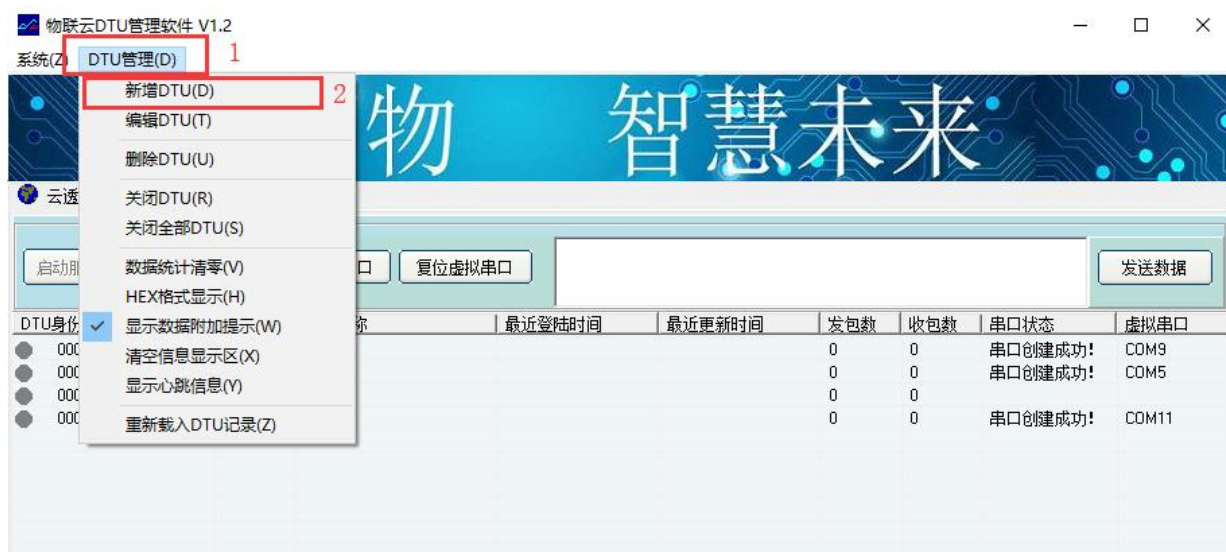 物联云DTU管理软件 V1.2
系统(Z) DTU管理(D) 1
新增DTU(D) 2
编辑DTU(T)
删除DTU(U)
关闭DTU(R)
关闭全部DTU(S)
数据统计清零(V)
HEX格式显示(H)
显示数据附加提示(W)
清空信息显示区(X)
显示心跳信息(Y)
重新载入DTU记录(Z)
物 智慧未来
云透
启动 口 复位虚拟串口 发送数据
DTU身份 称 最近登陆时间 最近更新时间 发包数 收包数 串口状态 虚拟串口
000 0 0 串口创建成功! COM9
000 0 0 串口创建成功! COM5
000 0 0
000 0 0 串口创建成功! COM11